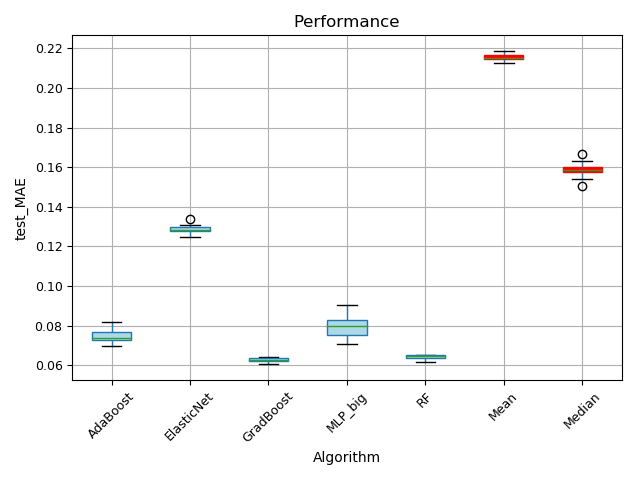 Performance
test_MAE
0.22
0.20
0.18
0.16
0.14
0.12
0.10
0.08
0.06
AdaBoost
ElasticNet
GradBoost
MLP_big
RF
Mean
Median
Algorithm